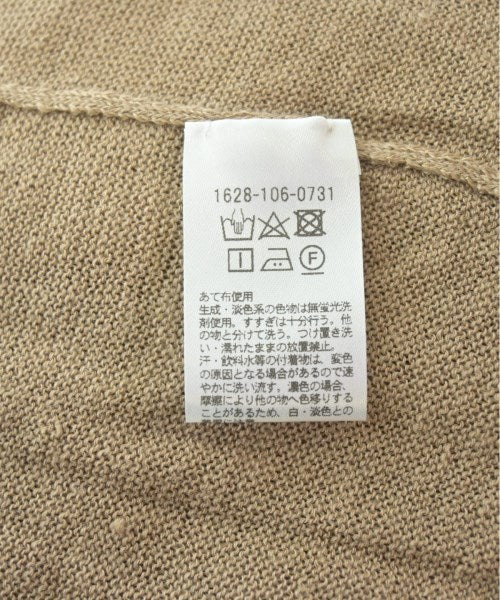 1628-106-0731
あて布使用
生成・淡色系の色物は無蛍光洗
剤使用。すすぎは十分行う。他
の物と分けて洗う。つけ置き洗
い・濡れたままの放置禁止。
汗・飲料水等の付着物は、変色
の原因となる場合があるので速
やかに洗い流す。濃色の場合、
摩擦により他の物へ色移りする
ことがあるため、白・淡色との